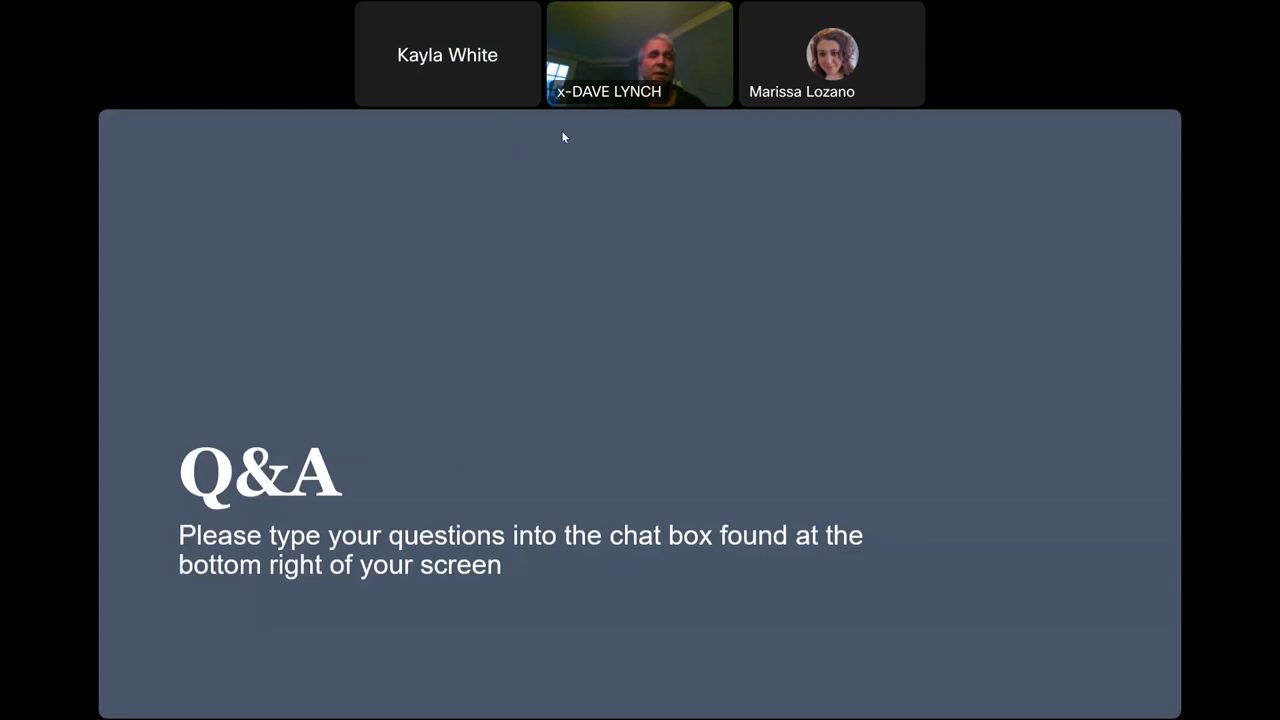 Kayla White
x-DAVE LYNCH
Marissa Lozano
Q&A
Please type your questions into the chat box found at the
bottom right of your screen